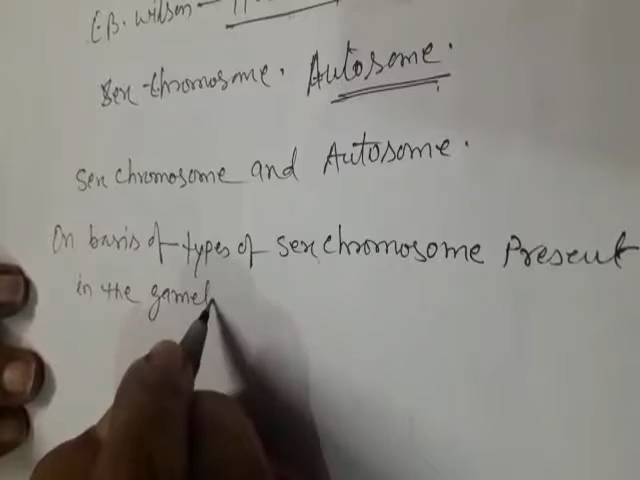 E.B. Wilson —
Sex-chromosome. Autosome.
Sex chromosome and Autosome.
On basis of types of sex chromosome Present
in the gamet